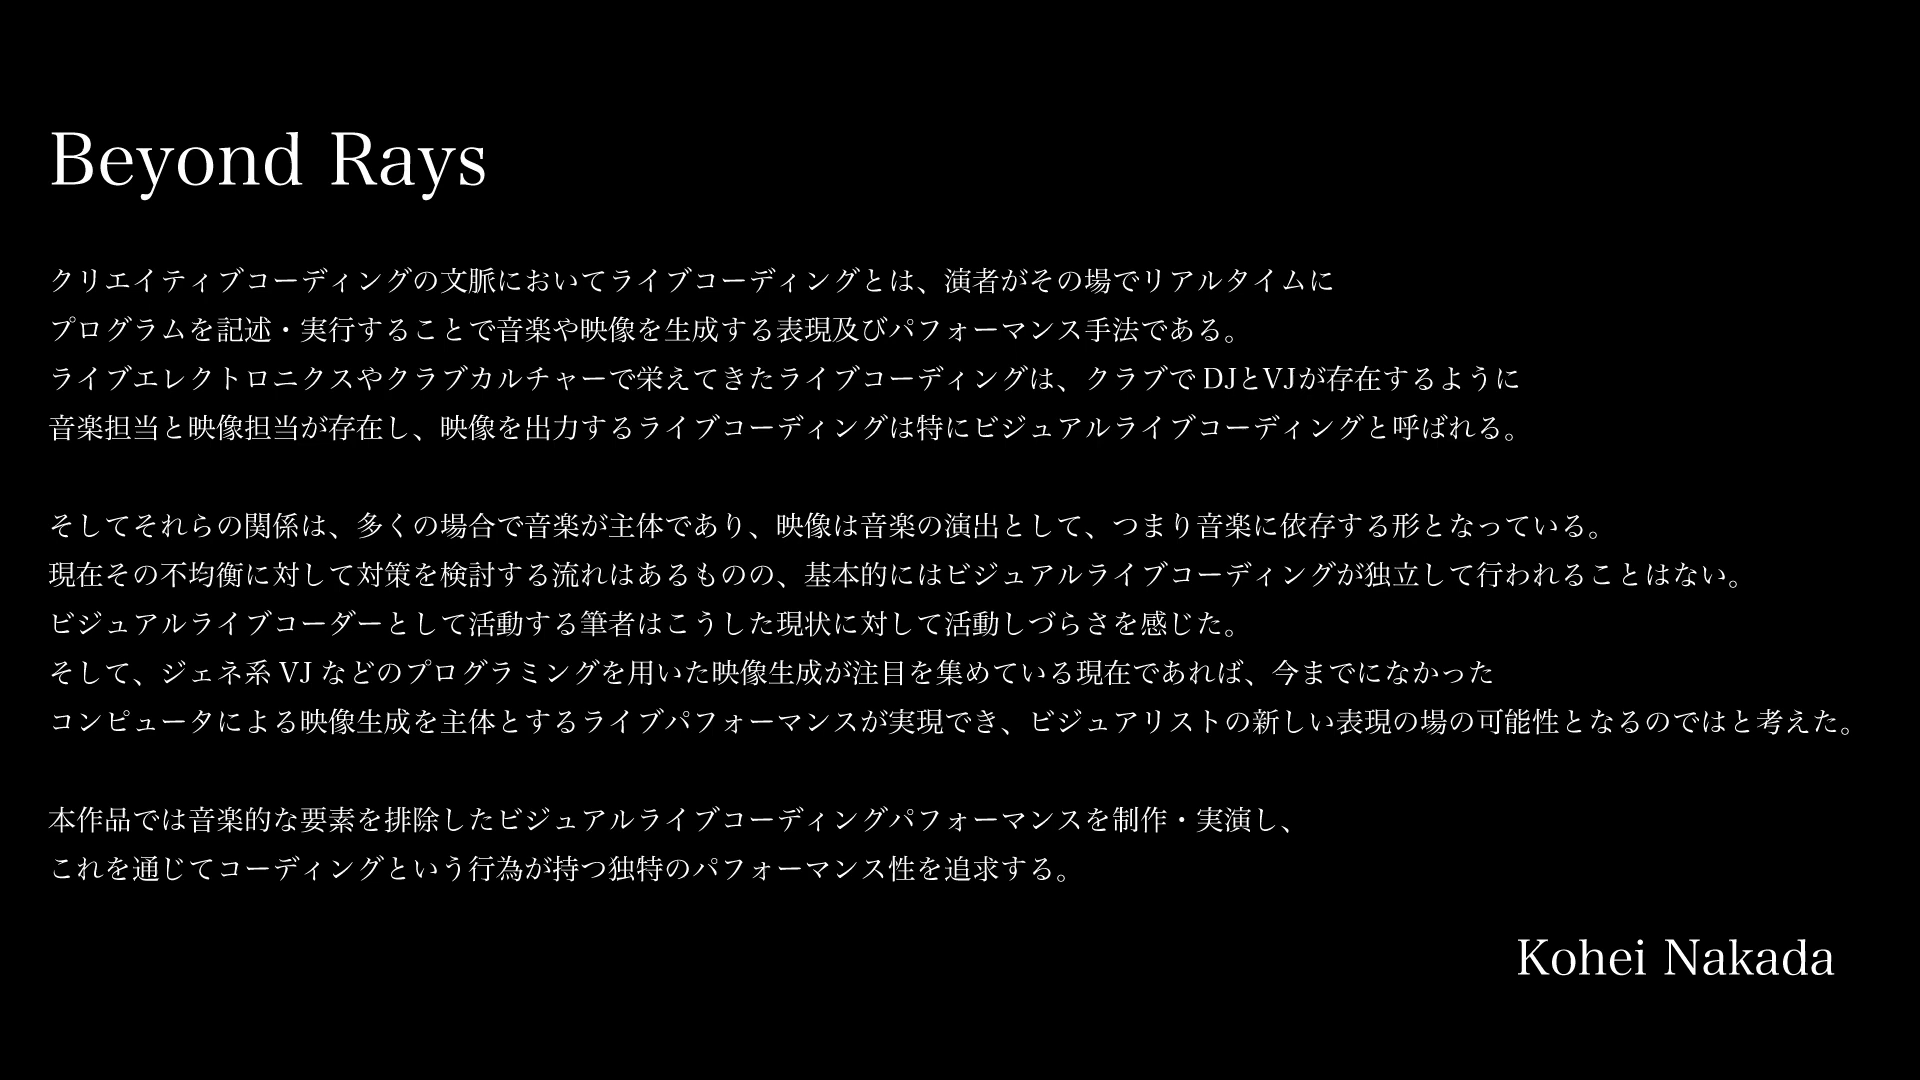 Beyond Rays
クリエイティブコーディングの文脈においてライブコーディングとは、演者がその場でリアルタイムに
プログラムを記述・実行することで音楽や映像を生成する表現及びパフォーマンス手法である。
ライブエレクトロニクスやクラブカルチャーで栄えてきたライブコーディングは、クラブで DJとVJが存在するように
音楽担当と映像担当が存在し、映像を出力するライブコーディングは特にビジュアルライブコーディングと呼ばれる。
そしてそれらの関係は、多くの場合で音楽が主体であり、映像は音楽の演出として、つまり音楽に依存する形となっている。
現在その不均衡に対して対策を検討する流れはあるものの、基本的にはビジュアルライブコーディングが独立して行われることはない。
ビジュアルライブコーダーとして活動する筆者はこうした現状に対して活動しづらさを感じた。
そして、ジェネ系 VJ などのプログラミングを用いた映像生成が注目を集めている現在であれば、今までになかった
コンピュータによる映像生成を主体とするライブパフォーマンスが実現でき、ビジュアリストの新しい表現の場の可能性となるのではと考えた。
本作品では音楽的な要素を排除したビジュアルライブコーディングパフォーマンスを制作・実演し、
これを通じてコーディングという行為が持つ独特のパフォーマンス性を追求する。
Kohei Nakada